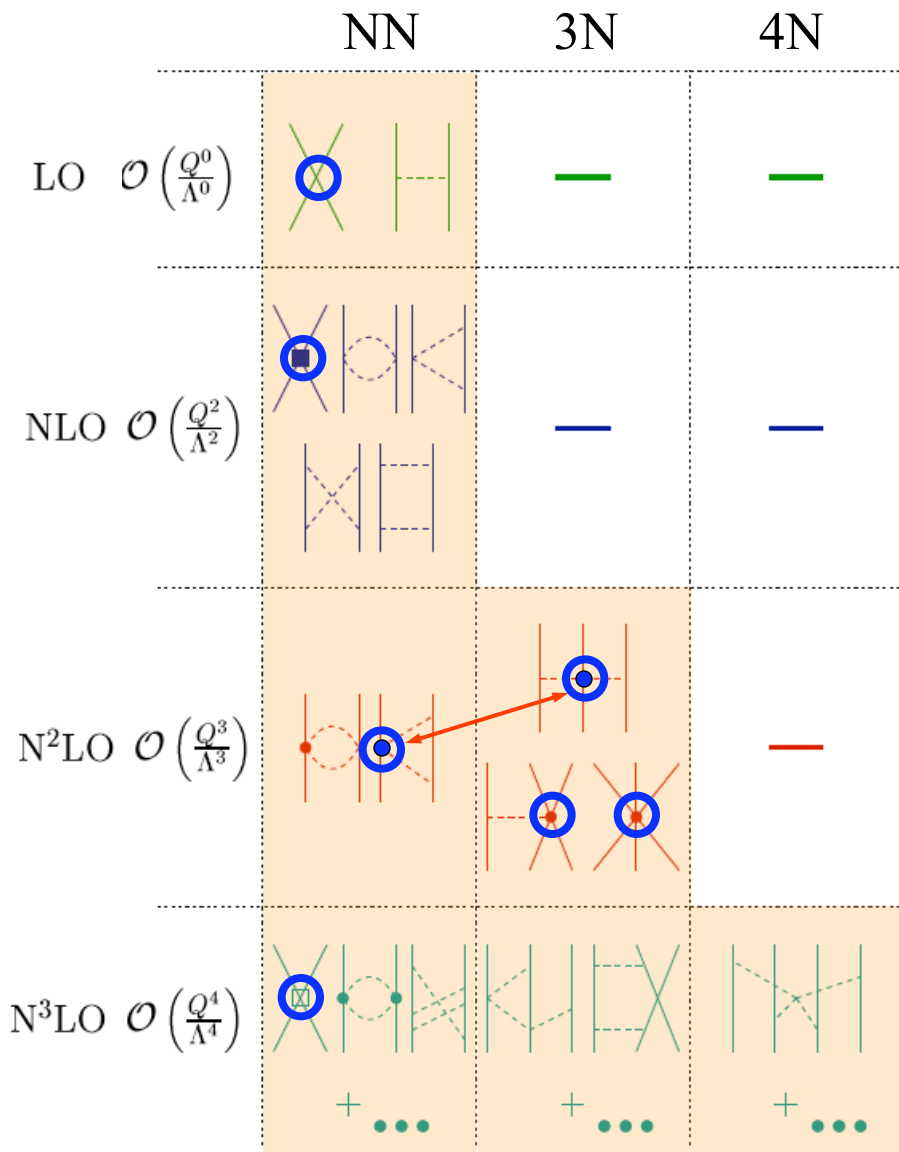 NN 3N 4N
LO 𝒪 (Q⁰/Λ⁰)
NLO 𝒪 (Q²/Λ²)
N²LO 𝒪 (Q³/Λ³)
N³LO 𝒪 (Q⁴/Λ⁴)
+ ... + ... + ...